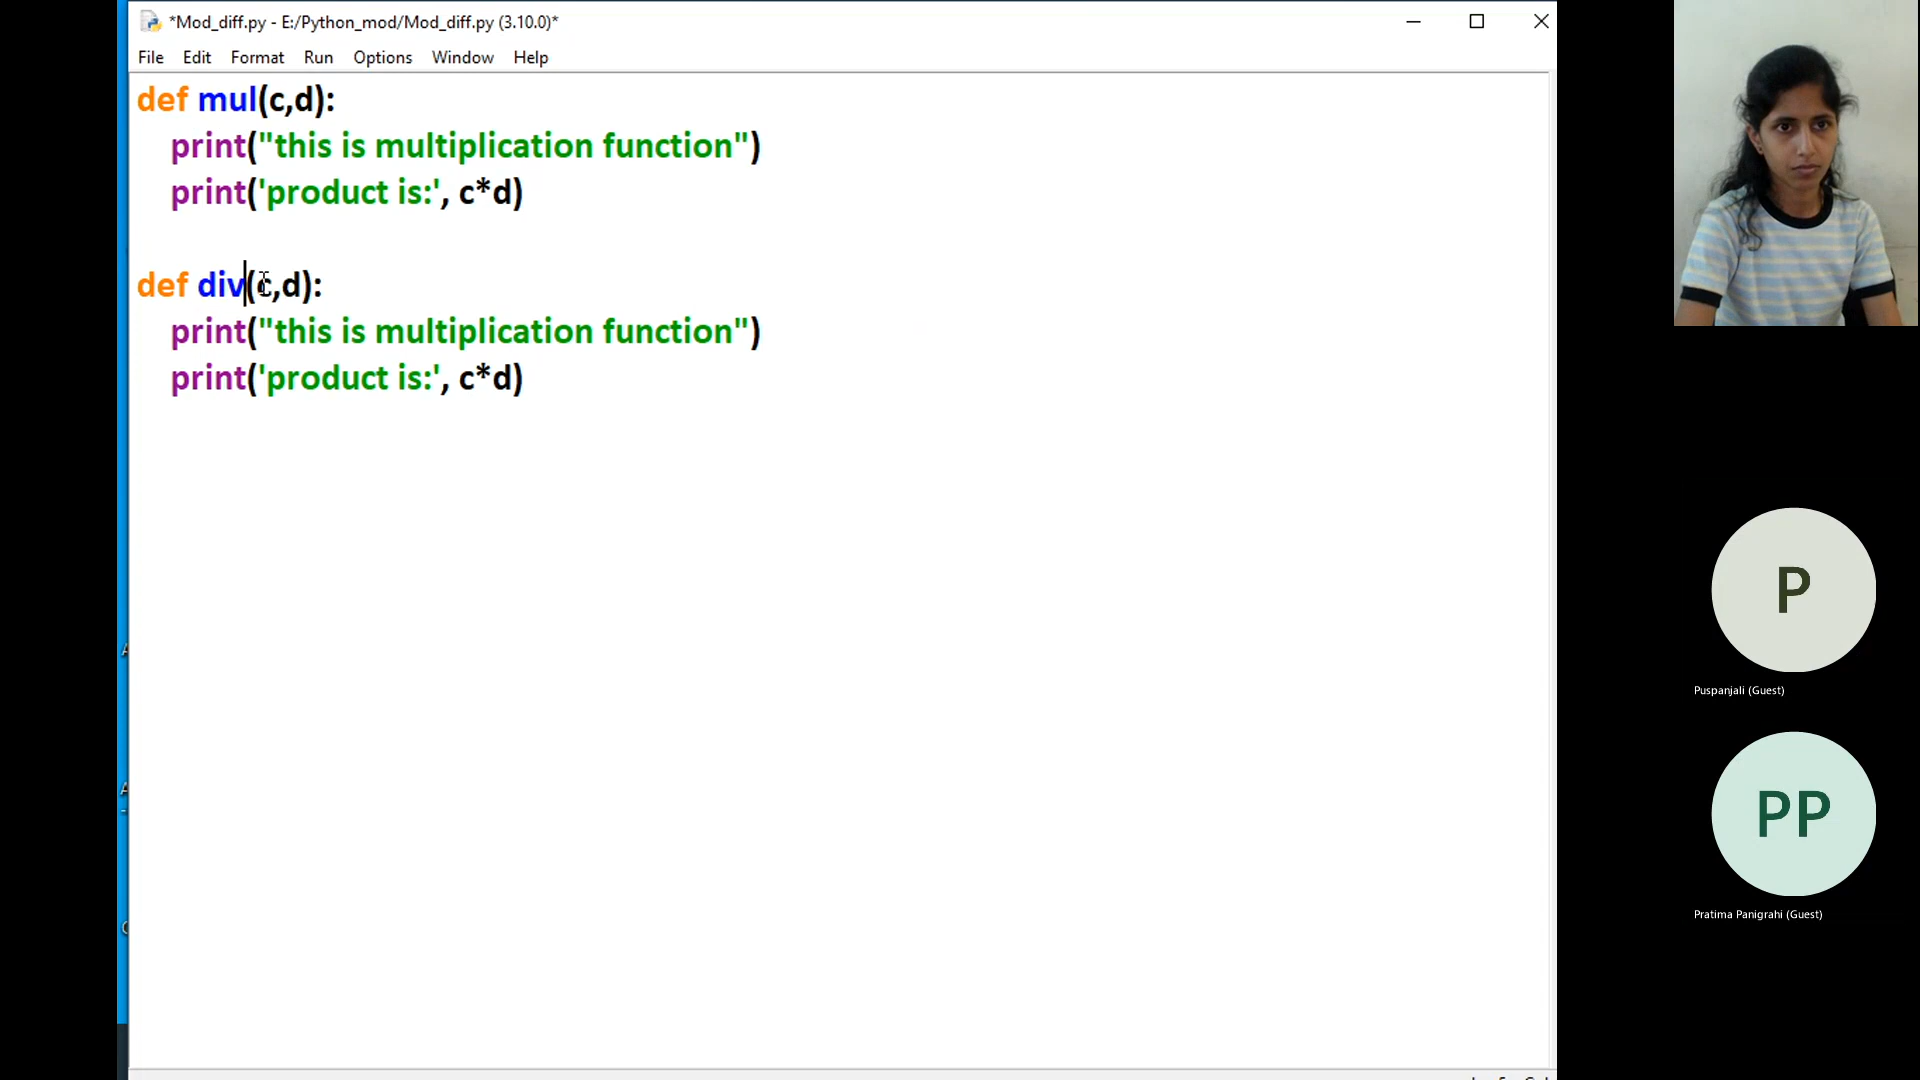 *Mod_diff.py - E:/Python_mod/Mod_diff.py (3.10.0)*
File Edit Format Run Options Window Help
def mul(c,d):
    print("this is multiplication function")
    print('product is:', c*d)
def div(c,d):
    print("this is multiplication function")
    print('product is:', c*d)
P
Puspanjali (Guest)
PP
Pratima Panigrahi (Guest)